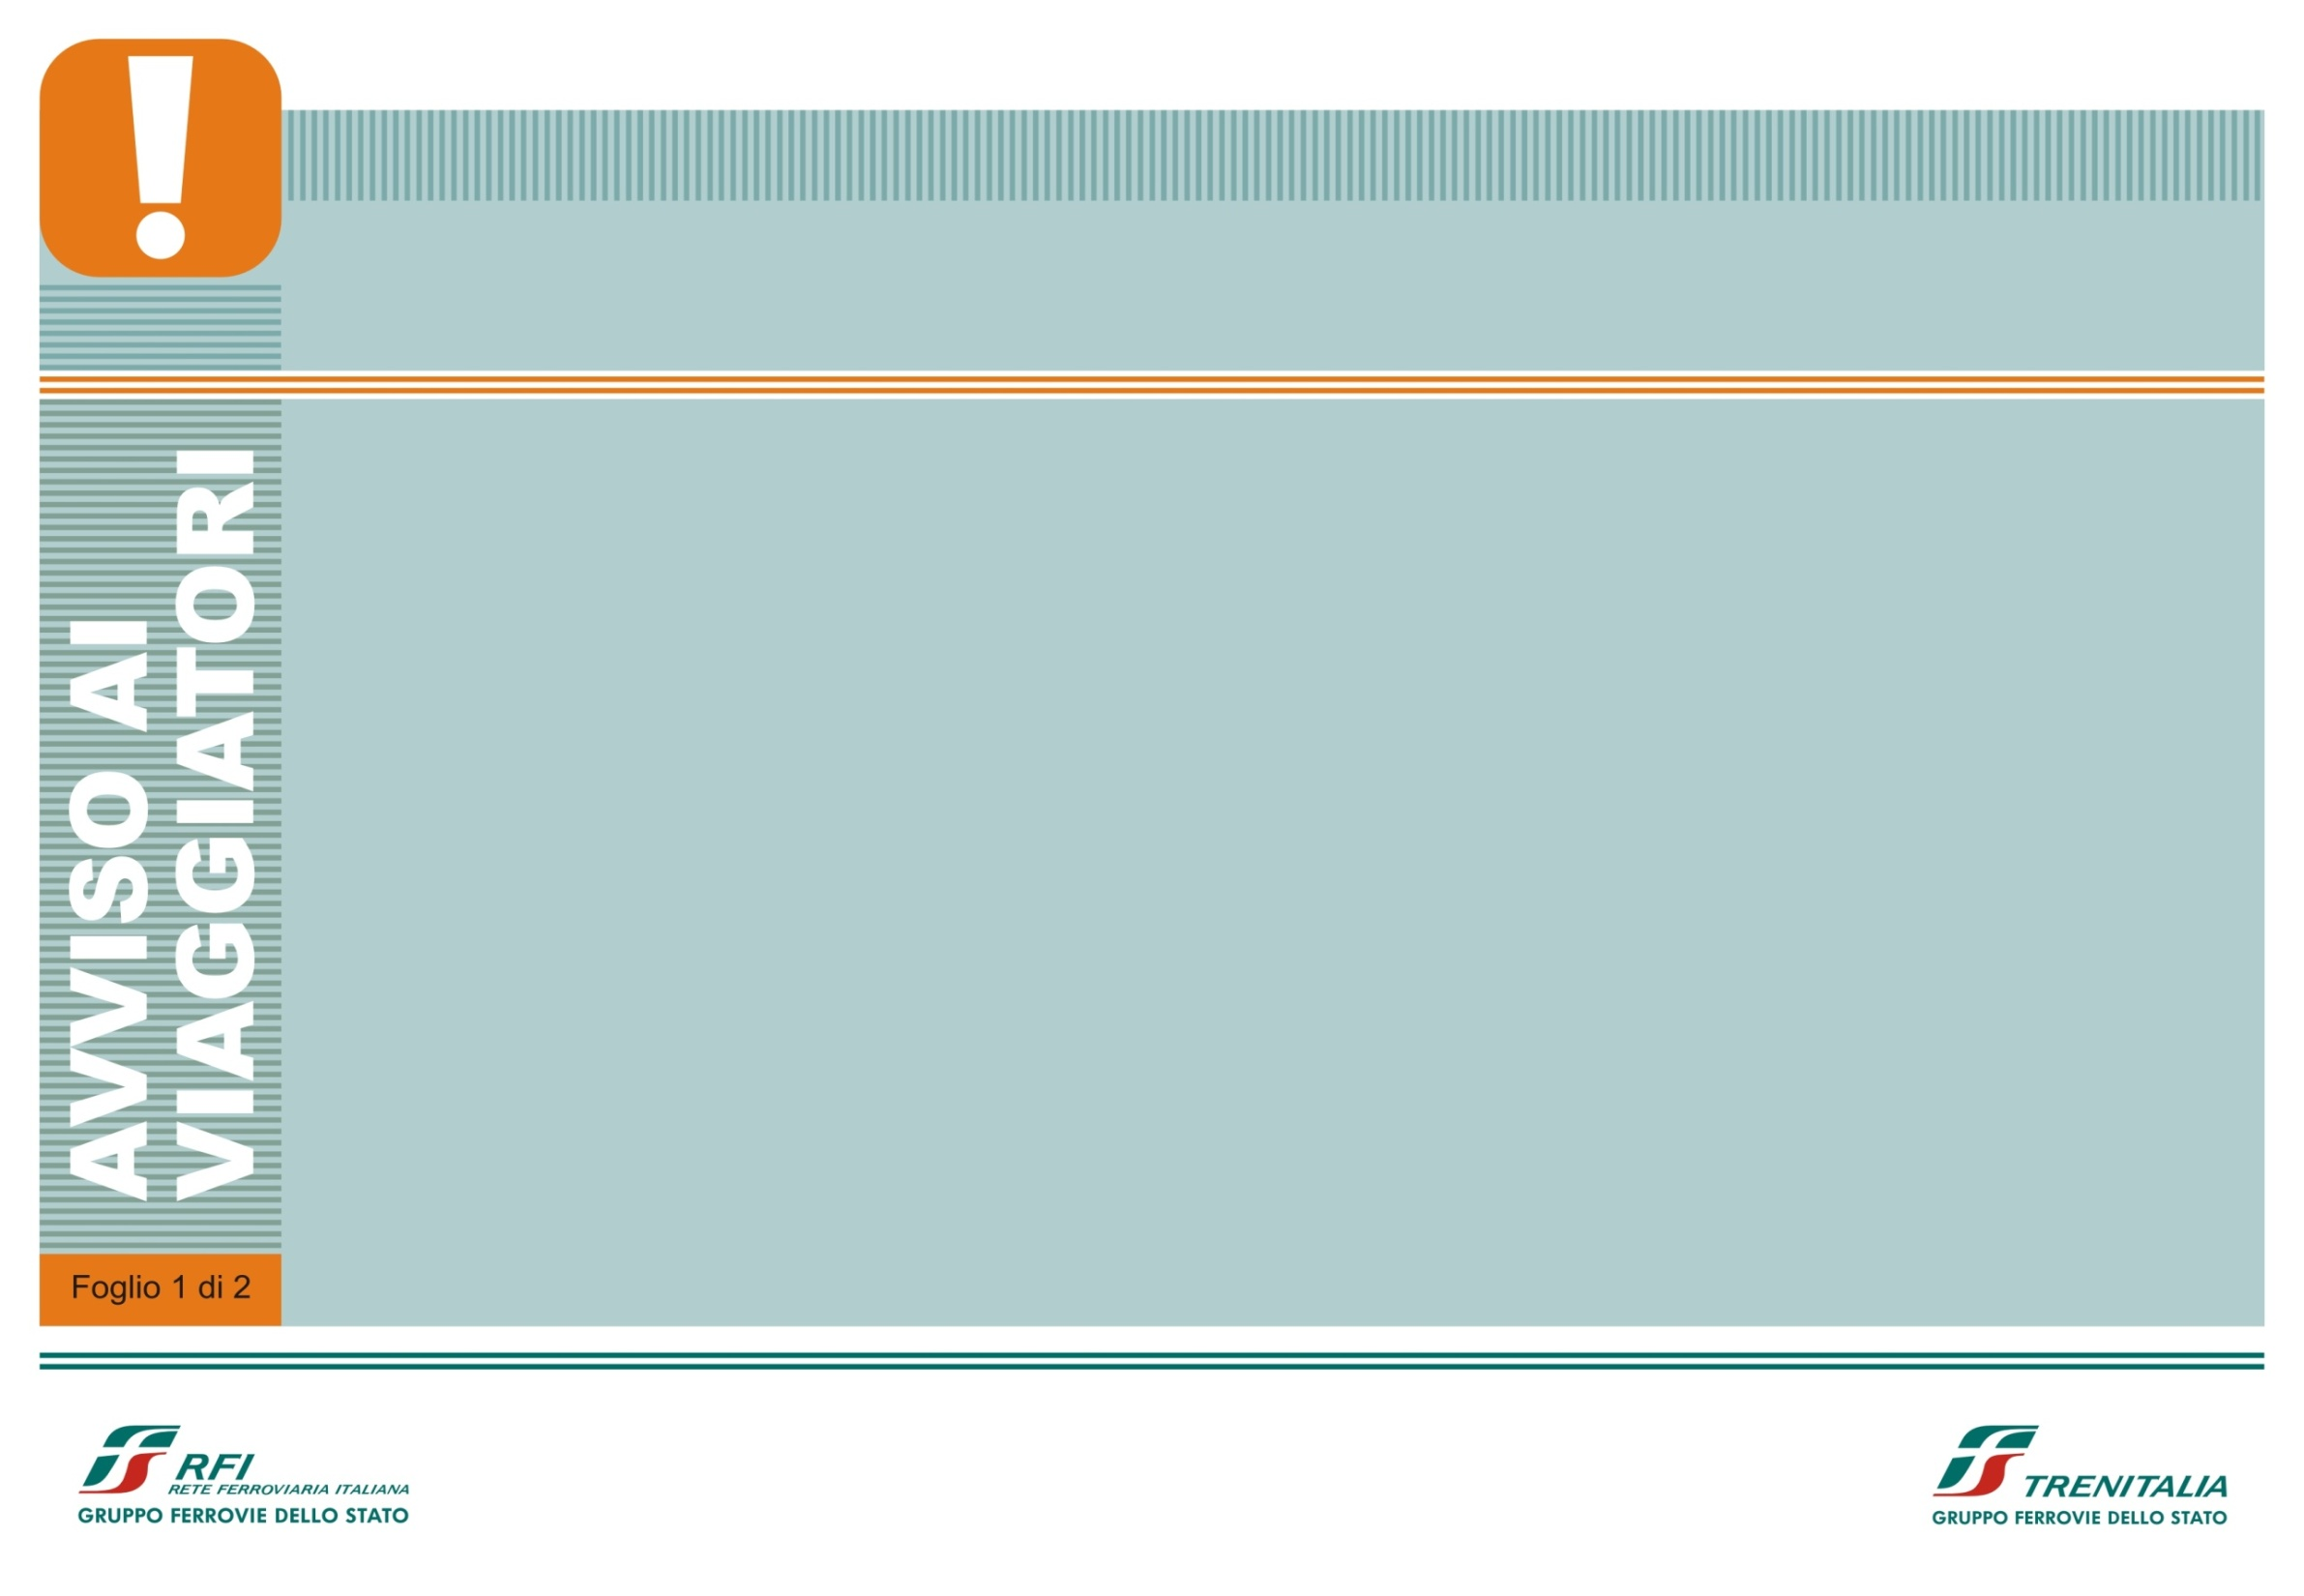 !
AVVISO AI
VIAGGIATORI
Foglio 1 di 2
RFI
RETE FERROVIARIA ITALIANA
GRUPPO FERROVIE DELLO STATO
TRENITALIA
GRUPPO FERROVIE DELLO STATO